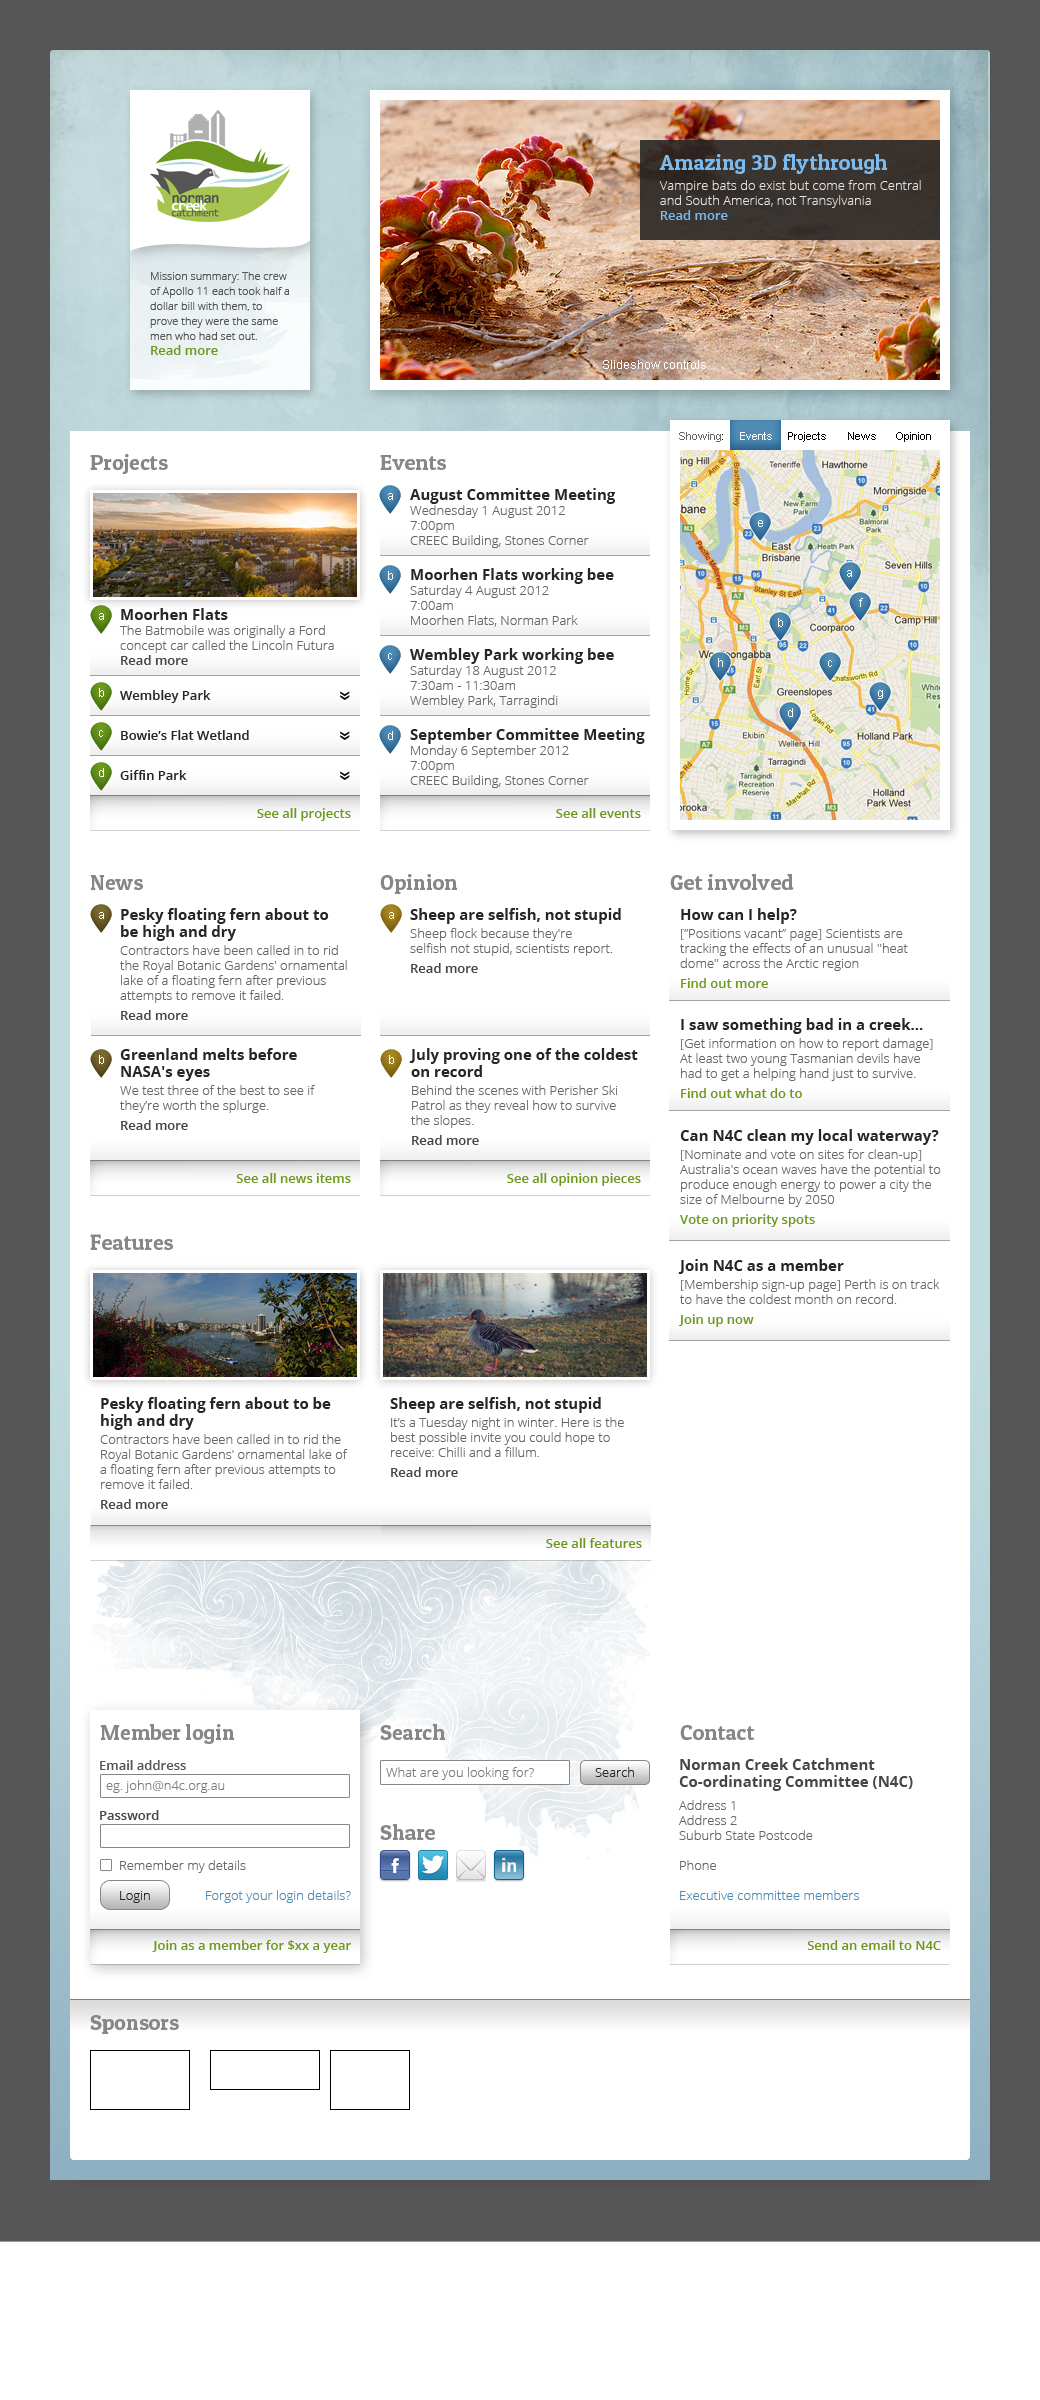 norman
creek
catchment
Mission summary: The crew
of Apollo 11 each took half a
dollar bill with them, to
prove they were the same
men who had set out.
Read more
Amazing 3D flythrough
Vampire bats do exist but come from Central
and South America, not Transylvania
Read more
Slideshow controls
Projects
a
Moorhen Flats
The Batmobile was originally a Ford
concept car called the Lincoln Futura
Read more
b
Wembley Park
c
Bowie's Flat Wetland
d
Giffin Park
See all projects
Events
a
August Committee Meeting
Wednesday 1 August 2012
7:00pm
CREEC Building, Stones Corner
b
Moorhen Flats working bee
Saturday 4 August 2012
7:00am
Moorhen Flats, Norman Park
c
Wembley Park working bee
Saturday 18 August 2012
7:30am - 11:30am
Wembley Park, Tarragindi
d
September Committee Meeting
Monday 6 September 2012
7:00pm
CREEC Building, Stones Corner
See all events
Showing: Events Projects News Opinion
ing Hill
Ann St
Bradfield Hwy
Teneriffe
Hawthorne
Morningside
New Farm
Park
bane
M3
Balmoral
Park
East
Brisbane
Heath Park
Seven Hills
Pacific Motorway
Stanley St East
Coorparoo
Camp Hill
Woolloongabba
Greenslopes
Chatsworth Rd
Home St
Earl St
Logan Rd
Ekibin
Wellers Hill
Holland Park
Tarragindi
Tarragindi
Recreation
Reserve
Marshall Rd
Holland
Park West
orooka
e
a
f
b
c
h
g
d
News
a
Pesky floating fern about to
be high and dry
Contractors have been called in to rid
the Royal Botanic Gardens' ornamental
lake of a floating fern after previous
attempts to remove it failed.
Read more
b
Greenland melts before
NASA's eyes
We test three of the best to see if
they're worth the splurge.
Read more
See all news items
Opinion
a
Sheep are selfish, not stupid
Sheep flock because they're
selfish not stupid, scientists report.
Read more
b
July proving one of the coldest
on record
Behind the scenes with Perisher Ski
Patrol as they reveal how to survive
the slopes.
Read more
See all opinion pieces
Get involved
How can I help?
["Positions vacant" page] Scientists are
tracking the effects of an unusual "heat
dome" across the Arctic region
Find out more
I saw something bad in a creek...
[Get information on how to report damage]
At least two young Tasmanian devils have
had to get a helping hand just to survive.
Find out what do to
Can N4C clean my local waterway?
[Nominate and vote on sites for clean-up]
Australia's ocean waves have the potential to
produce enough energy to power a city the
size of Melbourne by 2050
Vote on priority spots
Join N4C as a member
[Membership sign-up page] Perth is on track
to have the coldest month on record.
Join up now
Features
Pesky floating fern about to be
high and dry
Contractors have been called in to rid the
Royal Botanic Gardens' ornamental lake of
a floating fern after previous attempts to
remove it failed.
Read more
Sheep are selfish, not stupid
It's a Tuesday night in winter. Here is the
best possible invite you could hope to
receive: Chilli and a fillum.
Read more
See all features
Member login
Email address
eg. john@n4c.org.au
Password
Remember my details
Login
Forgot your login details?
Join as a member for $xx a year
Search
What are you looking for?
Search
Share
f
in
Contact
Norman Creek Catchment
Co-ordinating Committee (N4C)
Address 1
Address 2
Suburb State Postcode
Phone
Executive committee members
Send an email to N4C
Sponsors